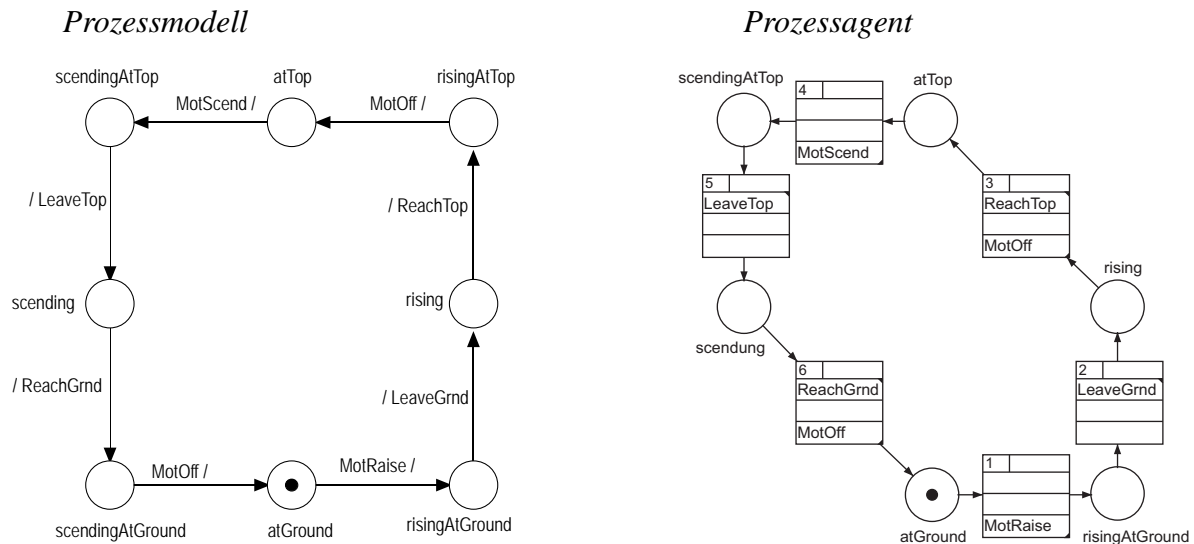 Prozessmodell
scendingAtTop
atTop
risingAtTop
MotScend /
MotOff /
/ LeaveTop
/ ReachTop
scending
rising
/ ReachGrnd
/ LeaveGrnd
MotOff /
MotRaise /
scendingAtGround
atGround
risingAtGround
Prozessagent
scendingAtTop
4
MotScend
atTop
5
LeaveTop
3
ReachTop
MotOff
rising
scendung
6
ReachGrnd
MotOff
2
LeaveGrnd
1
MotRaise
atGround
risingAtGround